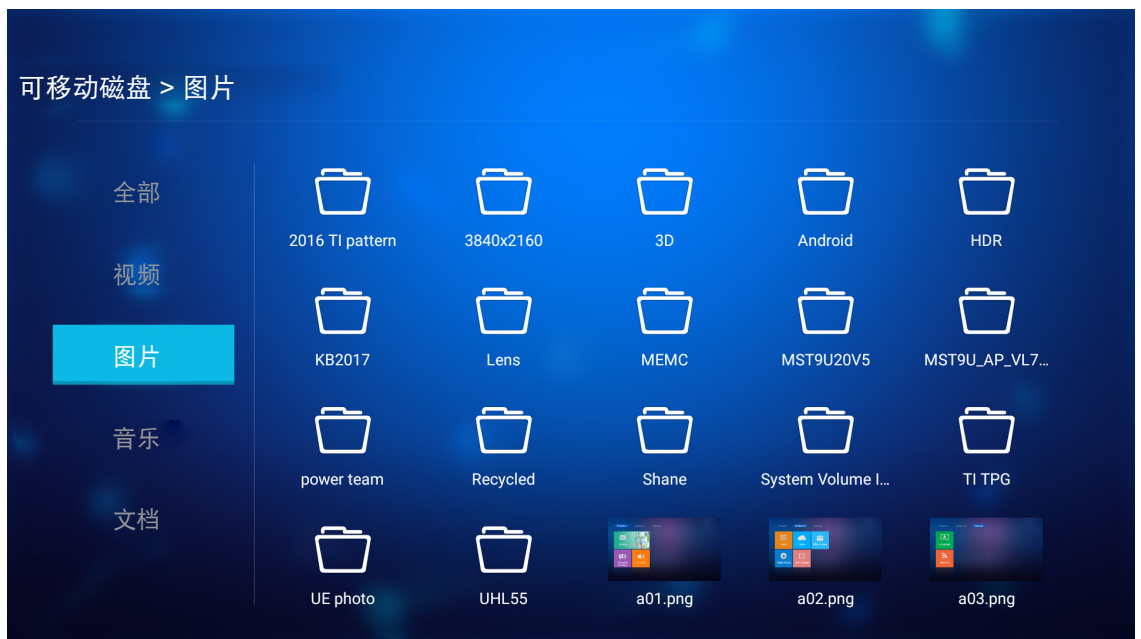 可移动磁盘 > 图片
全部
视频
图片
音乐
文档
2016 TI pattern
3840x2160
3D
Android
HDR
KB2017
Lens
MEMC
MST9U20V5
MST9U_AP_VL7...
power team
Recycled
Shane
System Volume I...
TI TPG
UE photo
UHL55
a01.png
a02.png
a03.png